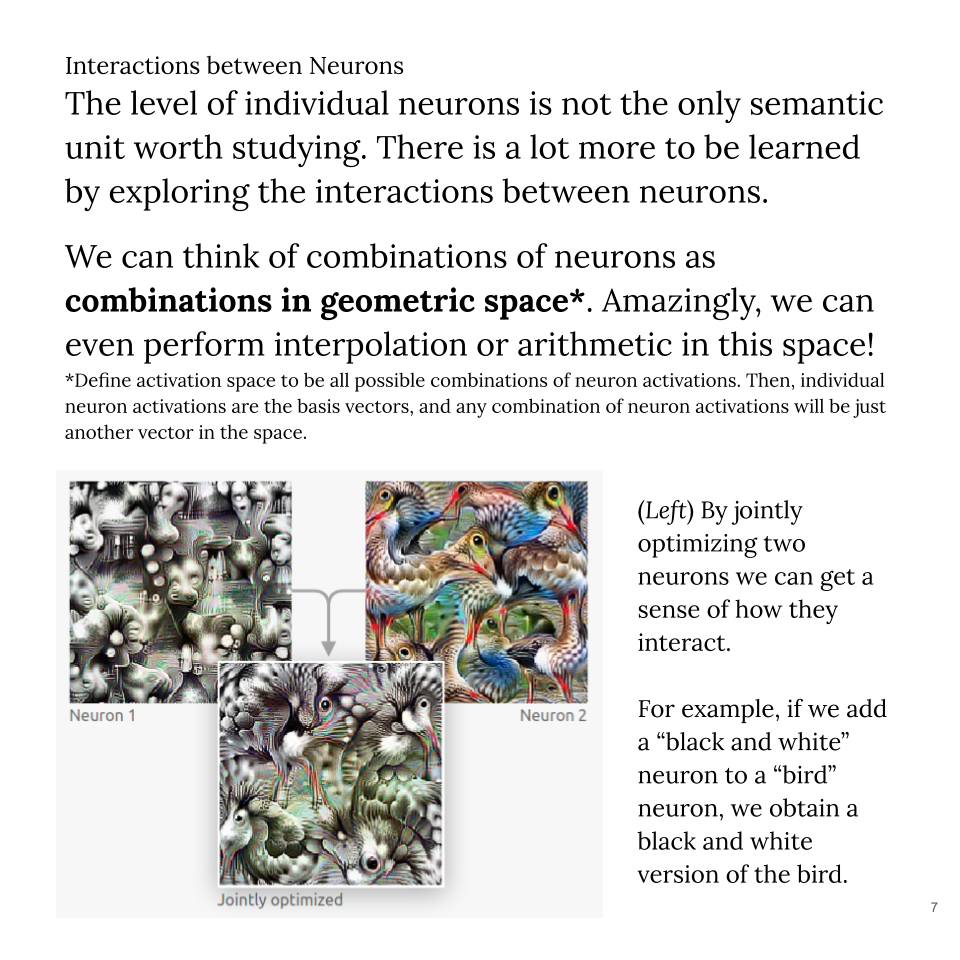 Interactions between Neurons
The level of individual neurons is not the only semantic
unit worth studying. There is a lot more to be learned
by exploring the interactions between neurons.
We can think of combinations of neurons as
combinations in geometric space*. Amazingly, we can
even perform interpolation or arithmetic in this space!
*Define activation space to be all possible combinations of neuron activations. Then, individual
neuron activations are the basis vectors, and any combination of neuron activations will be just
another vector in the space.
Neuron 1
Neuron 2
Jointly optimized
(Left) By jointly
optimizing two
neurons we can get a
sense of how they
interact.
For example, if we add
a “black and white”
neuron to a “bird”
neuron, we obtain a
black and white
version of the bird.
7